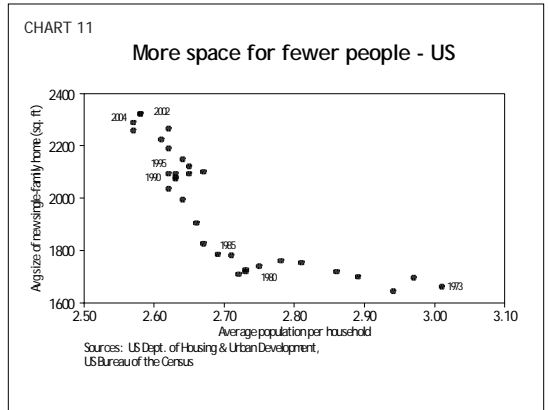 CHART 11
More space for fewer people - US
Avg size of new single-family home (sq. ft)
2400
2200
2000
1800
1600
2004
2002
1995
1990
1985
1980
1973
2.50 2.60 2.70 2.80 2.90 3.00 3.10
Average population per household
Sources: US Dept. of Housing & Urban Development,
US Bureau of the Census